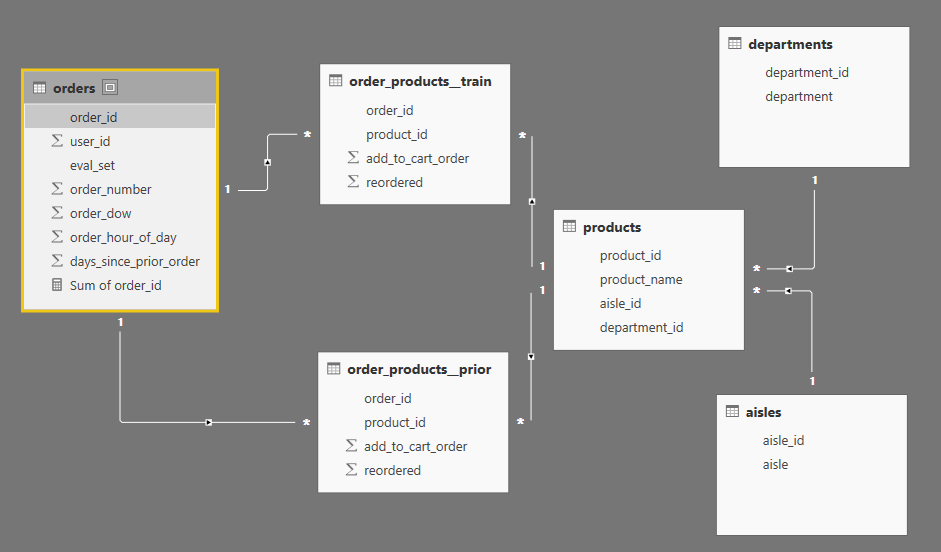 orders
order_id
user_id
eval_set
order_number
order_dow
order_hour_of_day
days_since_prior_order
Sum of order_id
1
1
*
*
order_products__train
order_id
product_id
add_to_cart_order
reordered
order_products__prior
order_id
product_id
add_to_cart_order
reordered
*
*
1
1
products
product_id
product_name
aisle_id
department_id
*
*
1
1
departments
department_id
department
aisles
aisle_id
aisle